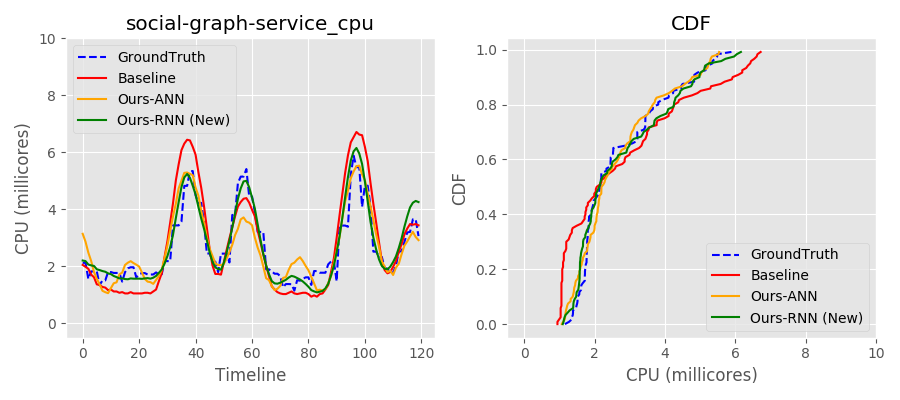 social-graph-service_cpu
CPU (millicores)
10
8
6
4
2
0
GroundTruth
Baseline
Ours-ANN
Ours-RNN (New)
0 20 40 60 80 100 120
Timeline
CDF
CDF
1.0
0.8
0.6
0.4
0.2
0.0
GroundTruth
Baseline
Ours-ANN
Ours-RNN (New)
0 2 4 6 8 10
CPU (millicores)